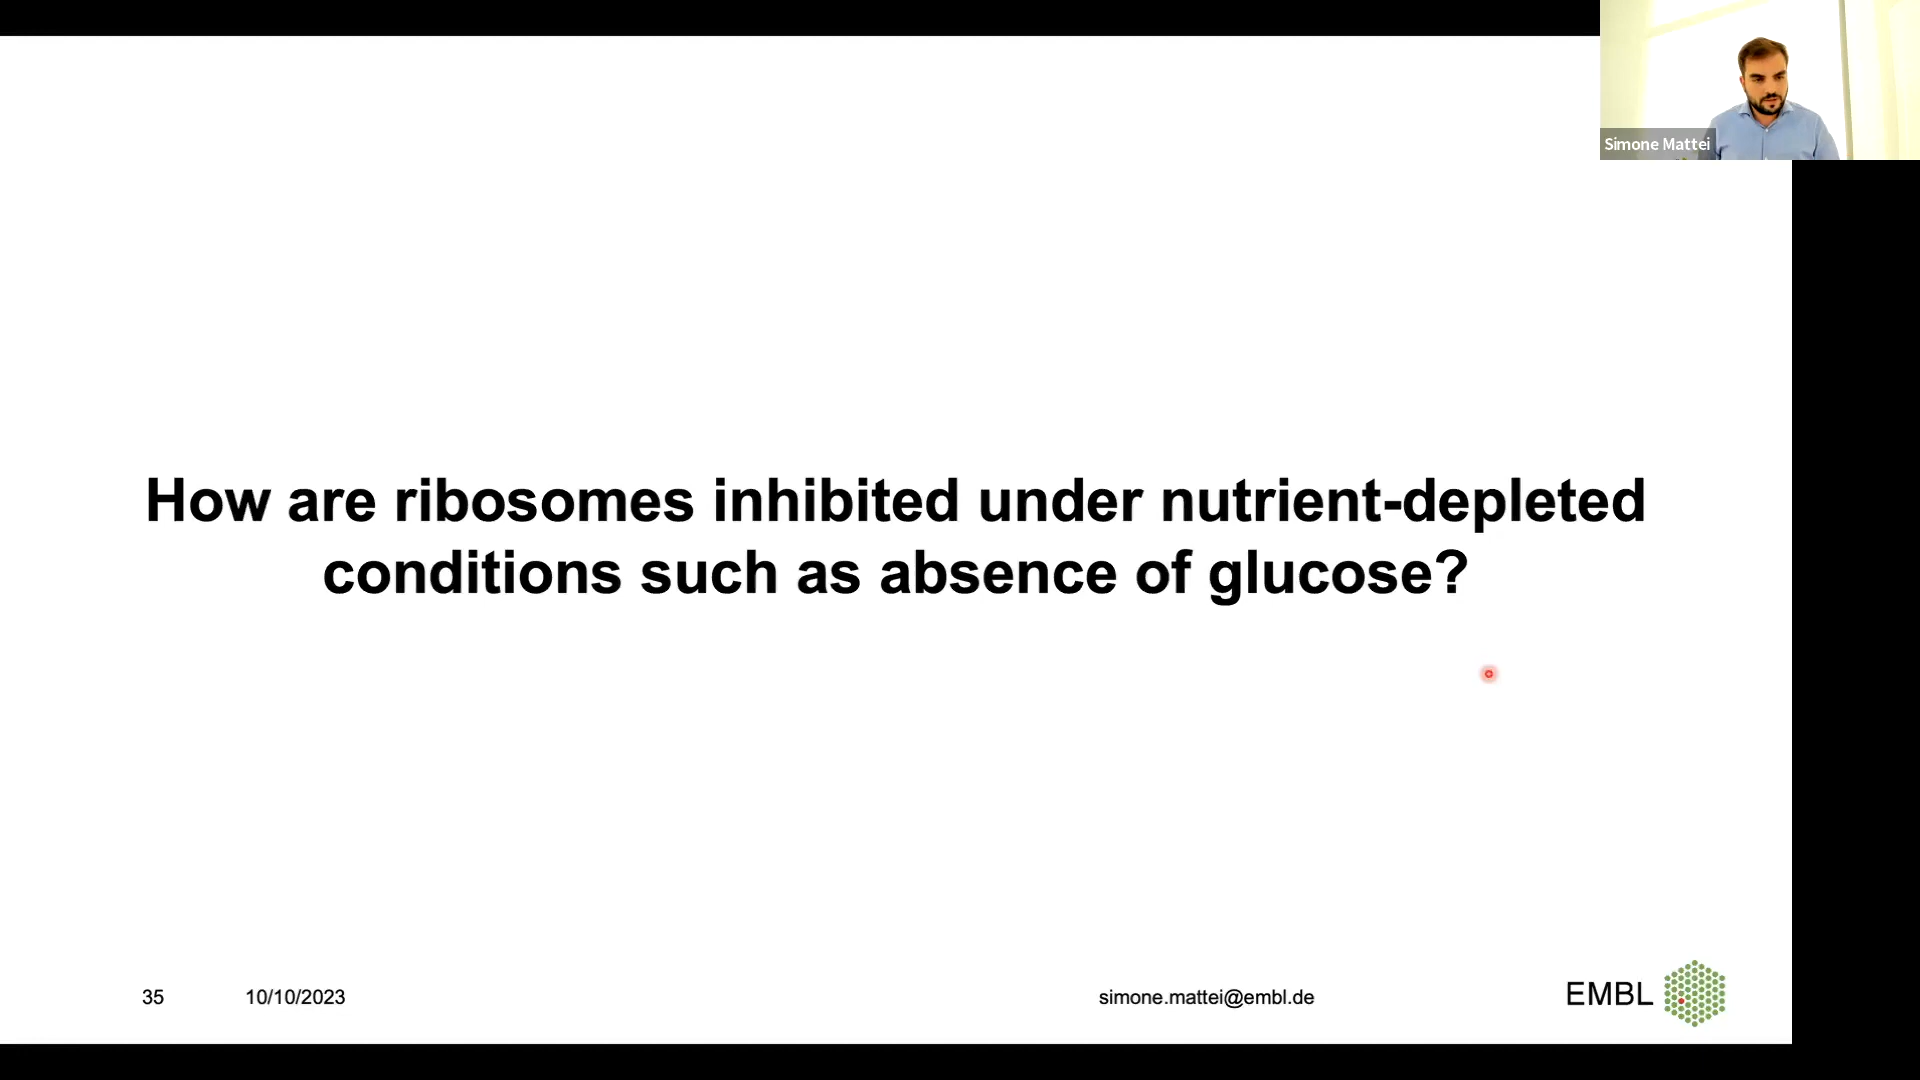 Simone Mattei
How are ribosomes inhibited under nutrient-depleted
conditions such as absence of glucose?
35
10/10/2023
simone.mattei@embl.de
EMBL